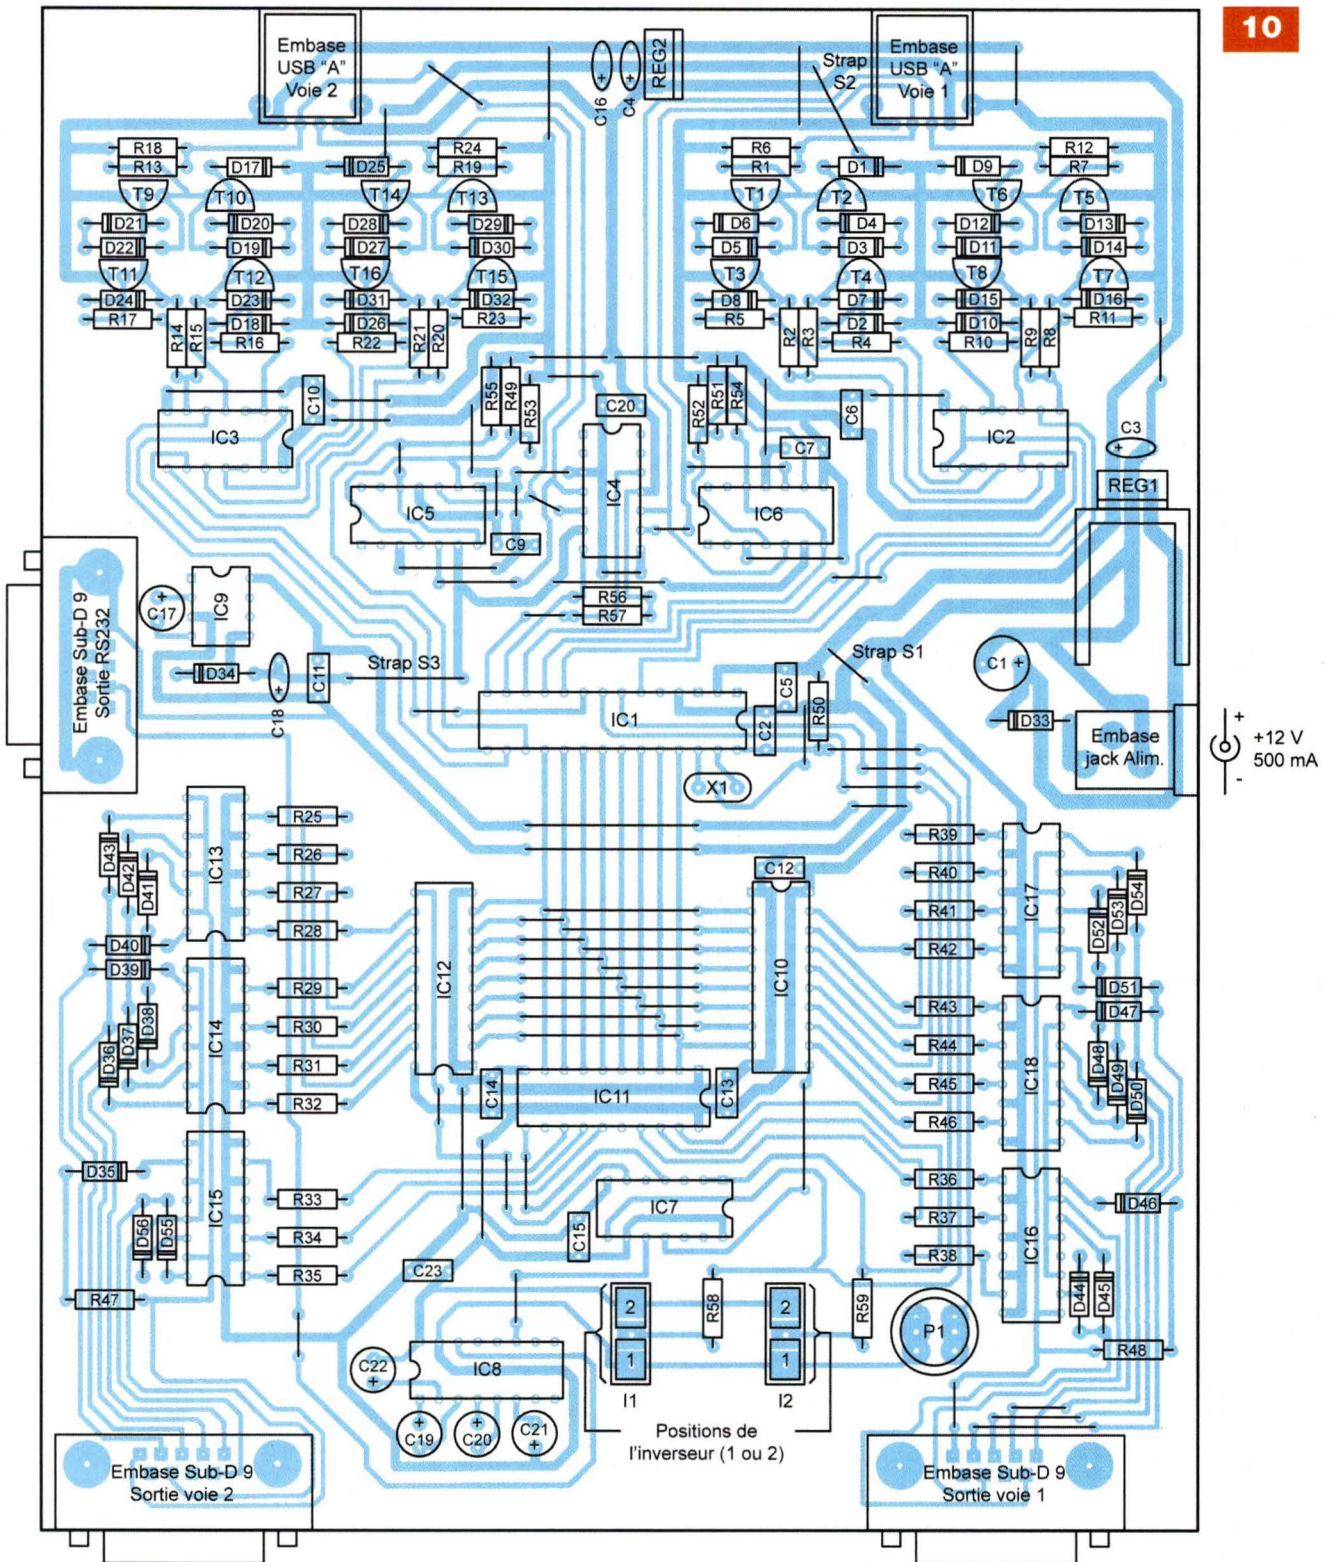 10
Embase
USB "A"
Voie 2
C16
C4
REG2
Strap
S2
Embase
USB "A"
Voie 1
R18
R13
D17
D25
R24
R19
R6
R1
D1
D9
R12
R7
T9
T10
T14
T13
T1
T2
T6
T5
D21
D20
D28
D29
D6
D4
D12
D13
D22
D19
D27
D30
D5
D3
D11
D14
T11
T12
T16
T15
T3
T4
T8
T7
D24
D23
D31
D32
D8
D7
D15
D16
R17
R14
R15
D18
D26
R21
R20
R23
R5
R2
R3
D2
D10
R9
R8
R11
R16
R22
R4
R10
C10
R55
R49
R53
C20
R52
R51
R54
C6
IC3
C7
IC2
C3
+
REG1
IC5
C9
IC4
IC6
Embase Sub-D 9
Sortie RS232
C17
IC9
R56
R57
D34
C18
C11
Strap S3
Strap S1
C1
+
IC1
C5
C2
R50
D33
Embase
jack Alim.
+
-
+12 V
500 mA
X1
D43
D42
D41
IC13
R25
R26
R27
R28
R39
R40
R41
R42
IC17
D52
D53
D54
C12
D40
D39
IC12
IC10
D51
D47
D36
D37
D38
IC14
R29
R30
R31
R32
R43
R44
R45
R46
IC18
D48
D49
D50
C14
IC11
C13
D35
D56
D55
IC15
R33
R34
R35
C15
IC7
R36
R37
R38
IC16
D46
D44
D45
R47
C23
2
1
I1
R58
2
1
I2
R59
P1
R48
C22
+
IC8
C19
C20
C21
Positions de
l'inverseur (1 ou 2)
Embase Sub-D 9
Sortie voie 2
Embase Sub-D 9
Sortie voie 1